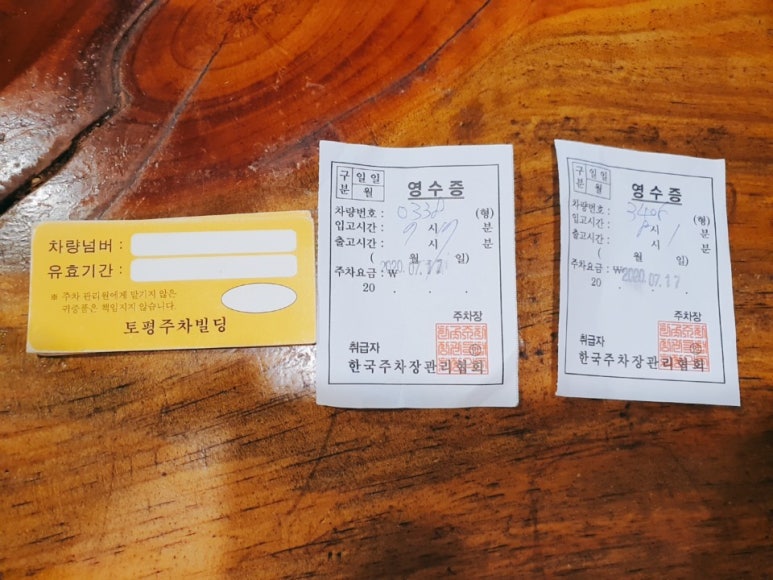 차량넘버 :
유효기간 :
※ 주차 관리원에게 맡기지 않은
귀중품은 책임지지 않습니다.
토평주차빌딩
구분 일일 월
영수증
차량번호 : 0338 (형)
입고시간 : 시 분
출고시간 : 시 분
( 월 일)
주차요금 : ₩ 2020.07.17
20 . . .
주차장
취급자
한국주차장관리협회
구분 일일 월
영수증
차량번호 : (형)
입고시간 : 시 분
출고시간 : 시 분
( 월 일)
주차요금 : ₩ 2020.07.17
20 . . .
주차장
취급자
한국주차장관리협회